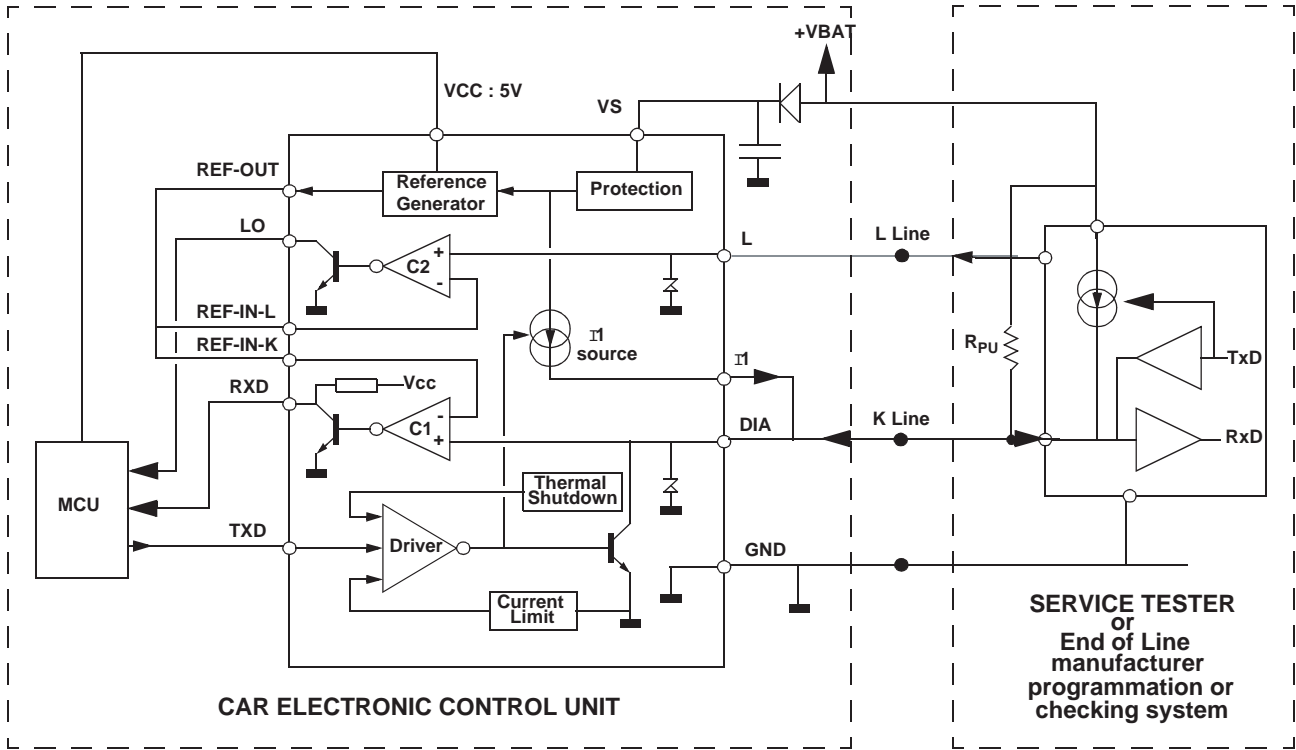 +VBAT
VCC : 5V
VS
REF-OUT
Reference
Generator
Protection
LO
L
L Line
+
C2
-
REF-IN-L
REF-IN-K
I1
source
RPU
TxD
I1
RXD
Vcc
-
C1
+
DIA
K Line
RxD
MCU
Thermal
Shutdown
TXD
Driver
GND
Current
Limit
SERVICE TESTER
or
End of Line
manufacturer
programmation or
checking system
CAR ELECTRONIC CONTROL UNIT